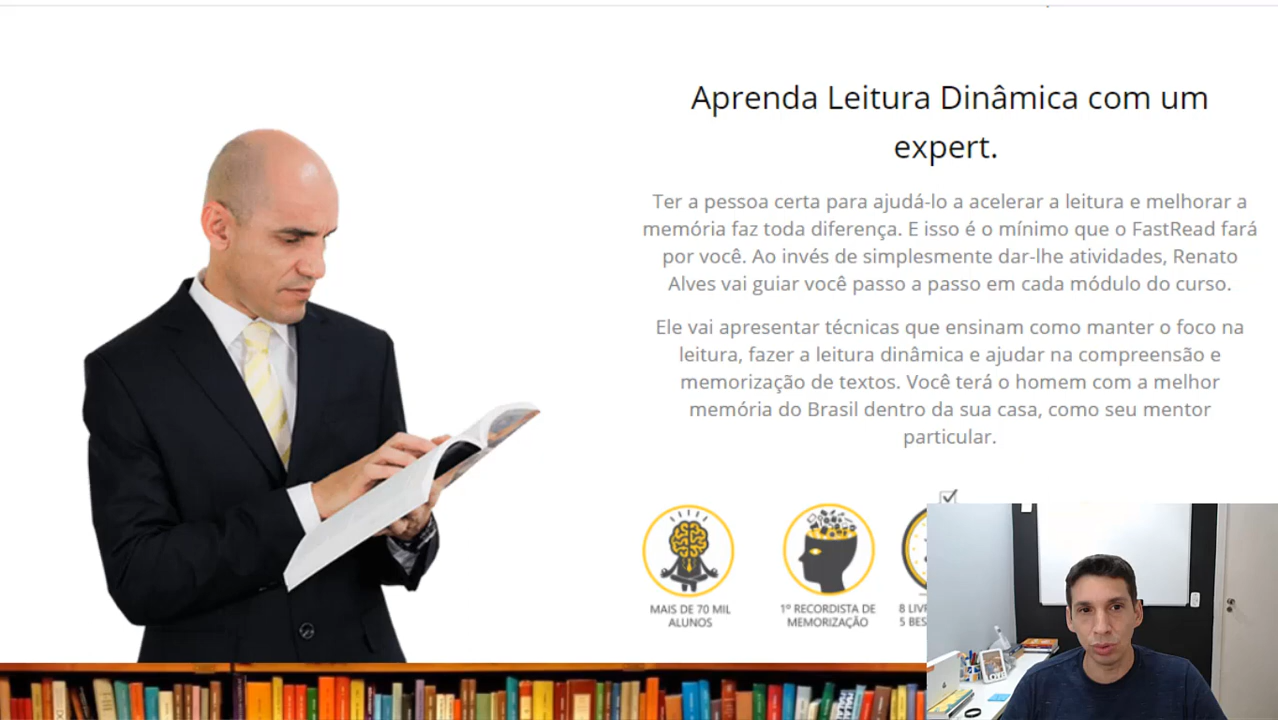 Aprenda Leitura Dinâmica com um
expert.
Ter a pessoa certa para ajudá-lo a acelerar a leitura e melhorar a
memória faz toda diferença. E isso é o mínimo que o FastRead fará
por você. Ao invés de simplesmente dar-lhe atividades, Renato
Alves vai guiar você passo a passo em cada módulo do curso.
Ele vai apresentar técnicas que ensinam como manter o foco na
leitura, fazer a leitura dinâmica e ajudar na compreensão e
memorização de textos. Você terá o homem com a melhor
memória do Brasil dentro da sua casa, como seu mentor
particular.
MAIS DE 70 MIL
ALUNOS
1º RECORDISTA DE
MEMORIZAÇÃO
8 LIV
5 BES